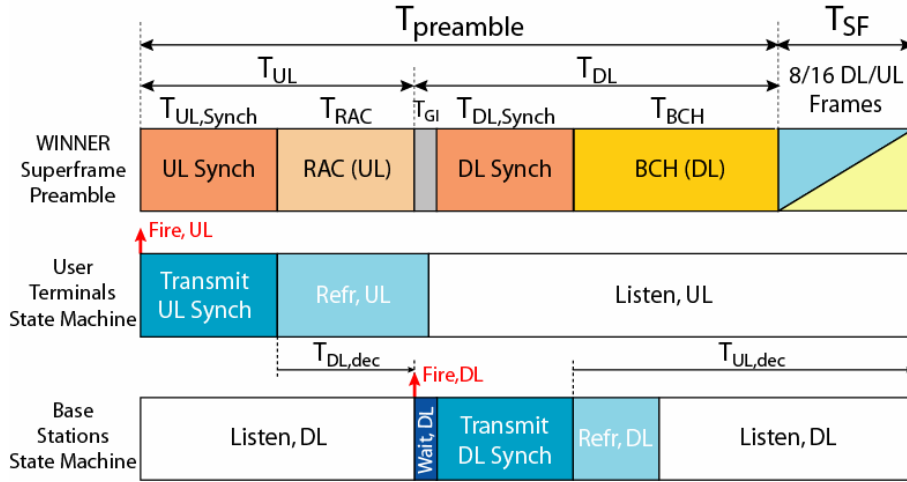 T_preamble
T_SF
T_UL
T_DL
8/16 DL/UL
Frames
T_UL,Synch
T_RAC
T_GI
T_DL,Synch
T_BCH
WINNER
Superframe
Preamble
UL Synch
RAC (UL)
DL Synch
BCH (DL)
Fire, UL
User
Terminals
State Machine
Transmit
UL Synch
Refr, UL
Listen, UL
T_DL,dec
T_UL,dec
Fire,DL
Base
Stations
State Machine
Listen, DL
Wait, DL
Transmit
DL Synch
Refr, DL
Listen, DL